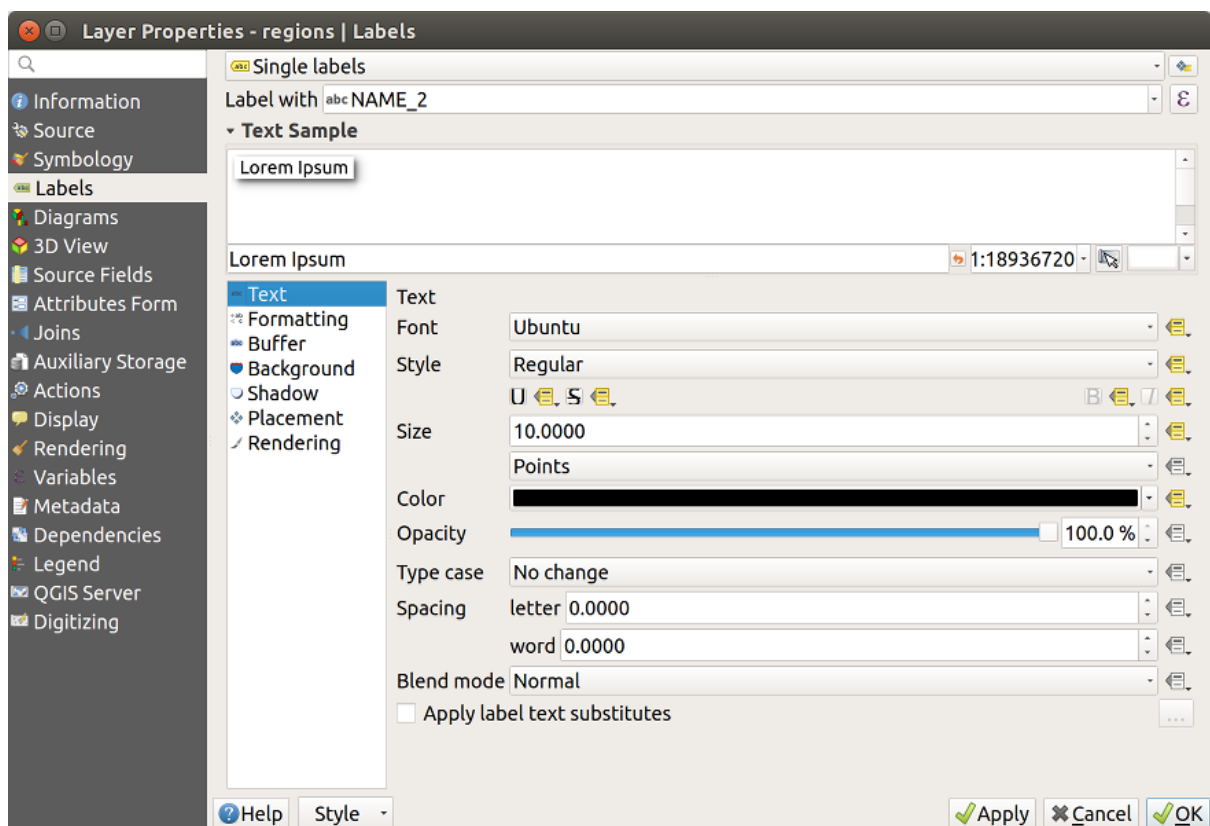 Layer Properties - regions | Labels
Information
Source
Symbology
Labels
Diagrams
3D View
Source Fields
Attributes Form
Joins
Auxiliary Storage
Actions
Display
Rendering
Variables
Metadata
Dependencies
Legend
QGIS Server
Digitizing
abc Single labels
Label with abc NAME_2
ε
Text Sample
Lorem Ipsum
Lorem Ipsum 1:18936720
Text
Formatting
Buffer
Background
Shadow
Placement
Rendering
Text
Font Ubuntu
Style Regular
U S B I
Size 10.0000
Points
Color
Opacity 100.0 %
Type case No change
Spacing letter 0.0000
word 0.0000
Blend mode Normal
Apply label text substitutes ...
Help Style Apply Cancel OK